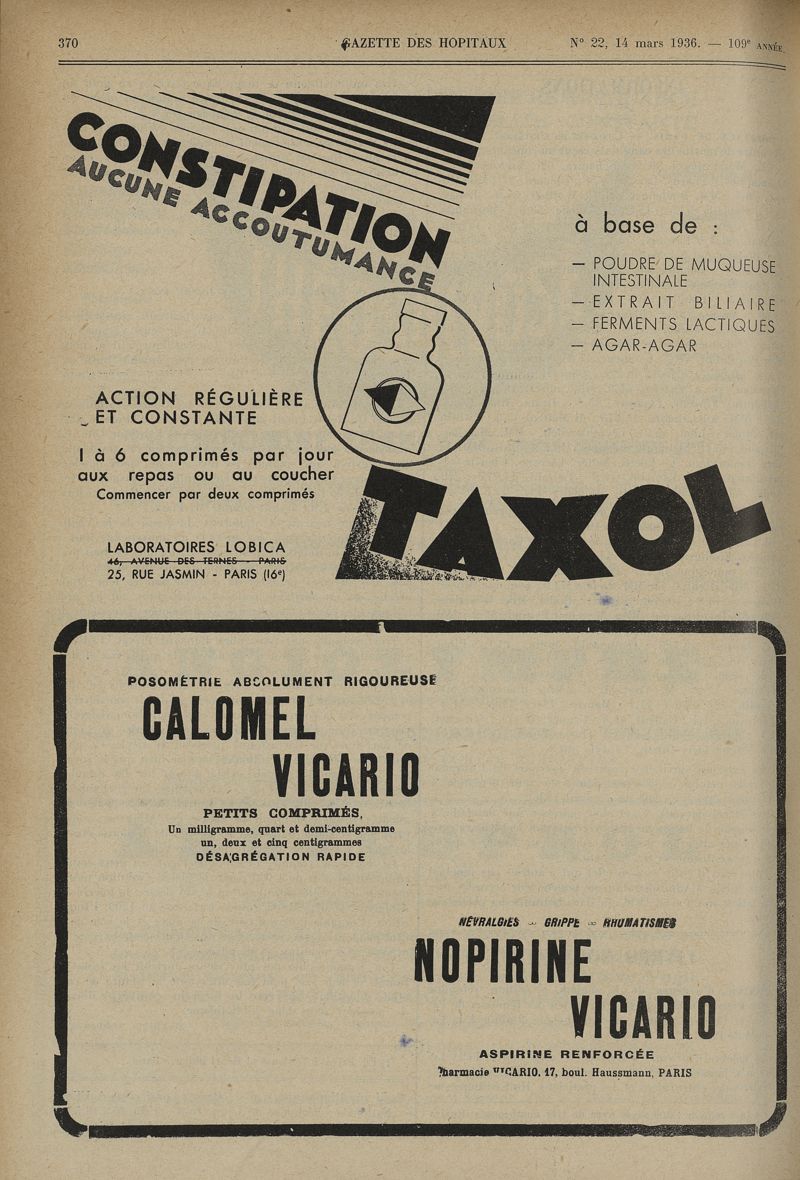 370 GAZETTE DES HOPITAUX N° 22, 14 mars 1936. — 109e ANNÉE
CONSTIPATION
AUCUNE ACCOUTUMANCE
à base de :
— POUDRE DE MUQUEUSE
INTESTINALE
— EXTRAIT BILIAIRE
— FERMENTS LACTIQUES
— AGAR-AGAR
ACTION RÉGULIÈRE
ET CONSTANTE
1 à 6 comprimés par jour
aux repas ou au coucher
Commencer par deux comprimés
TAXOL
LABORATOIRES LOBICA
46, AVENUE DES TERNES - PARIS
25, RUE JASMIN - PARIS (16e)
POSOMÉTRIE ABSOLUMENT RIGOUREUSE
CALOMEL
VICARIO
PETITS COMPRIMÉS,
Un milligramme, quart et demi-centigramme
un, deux et cinq centigrammes
DÉSAGRÉGATION RAPIDE
NÉVRALGIES - GRIPPE - RHUMATISMES
NOPIRINE
VICARIO
ASPIRINE RENFORCÉE
Pharmacie VICARIO, 17, boul. Haussmann, PARIS